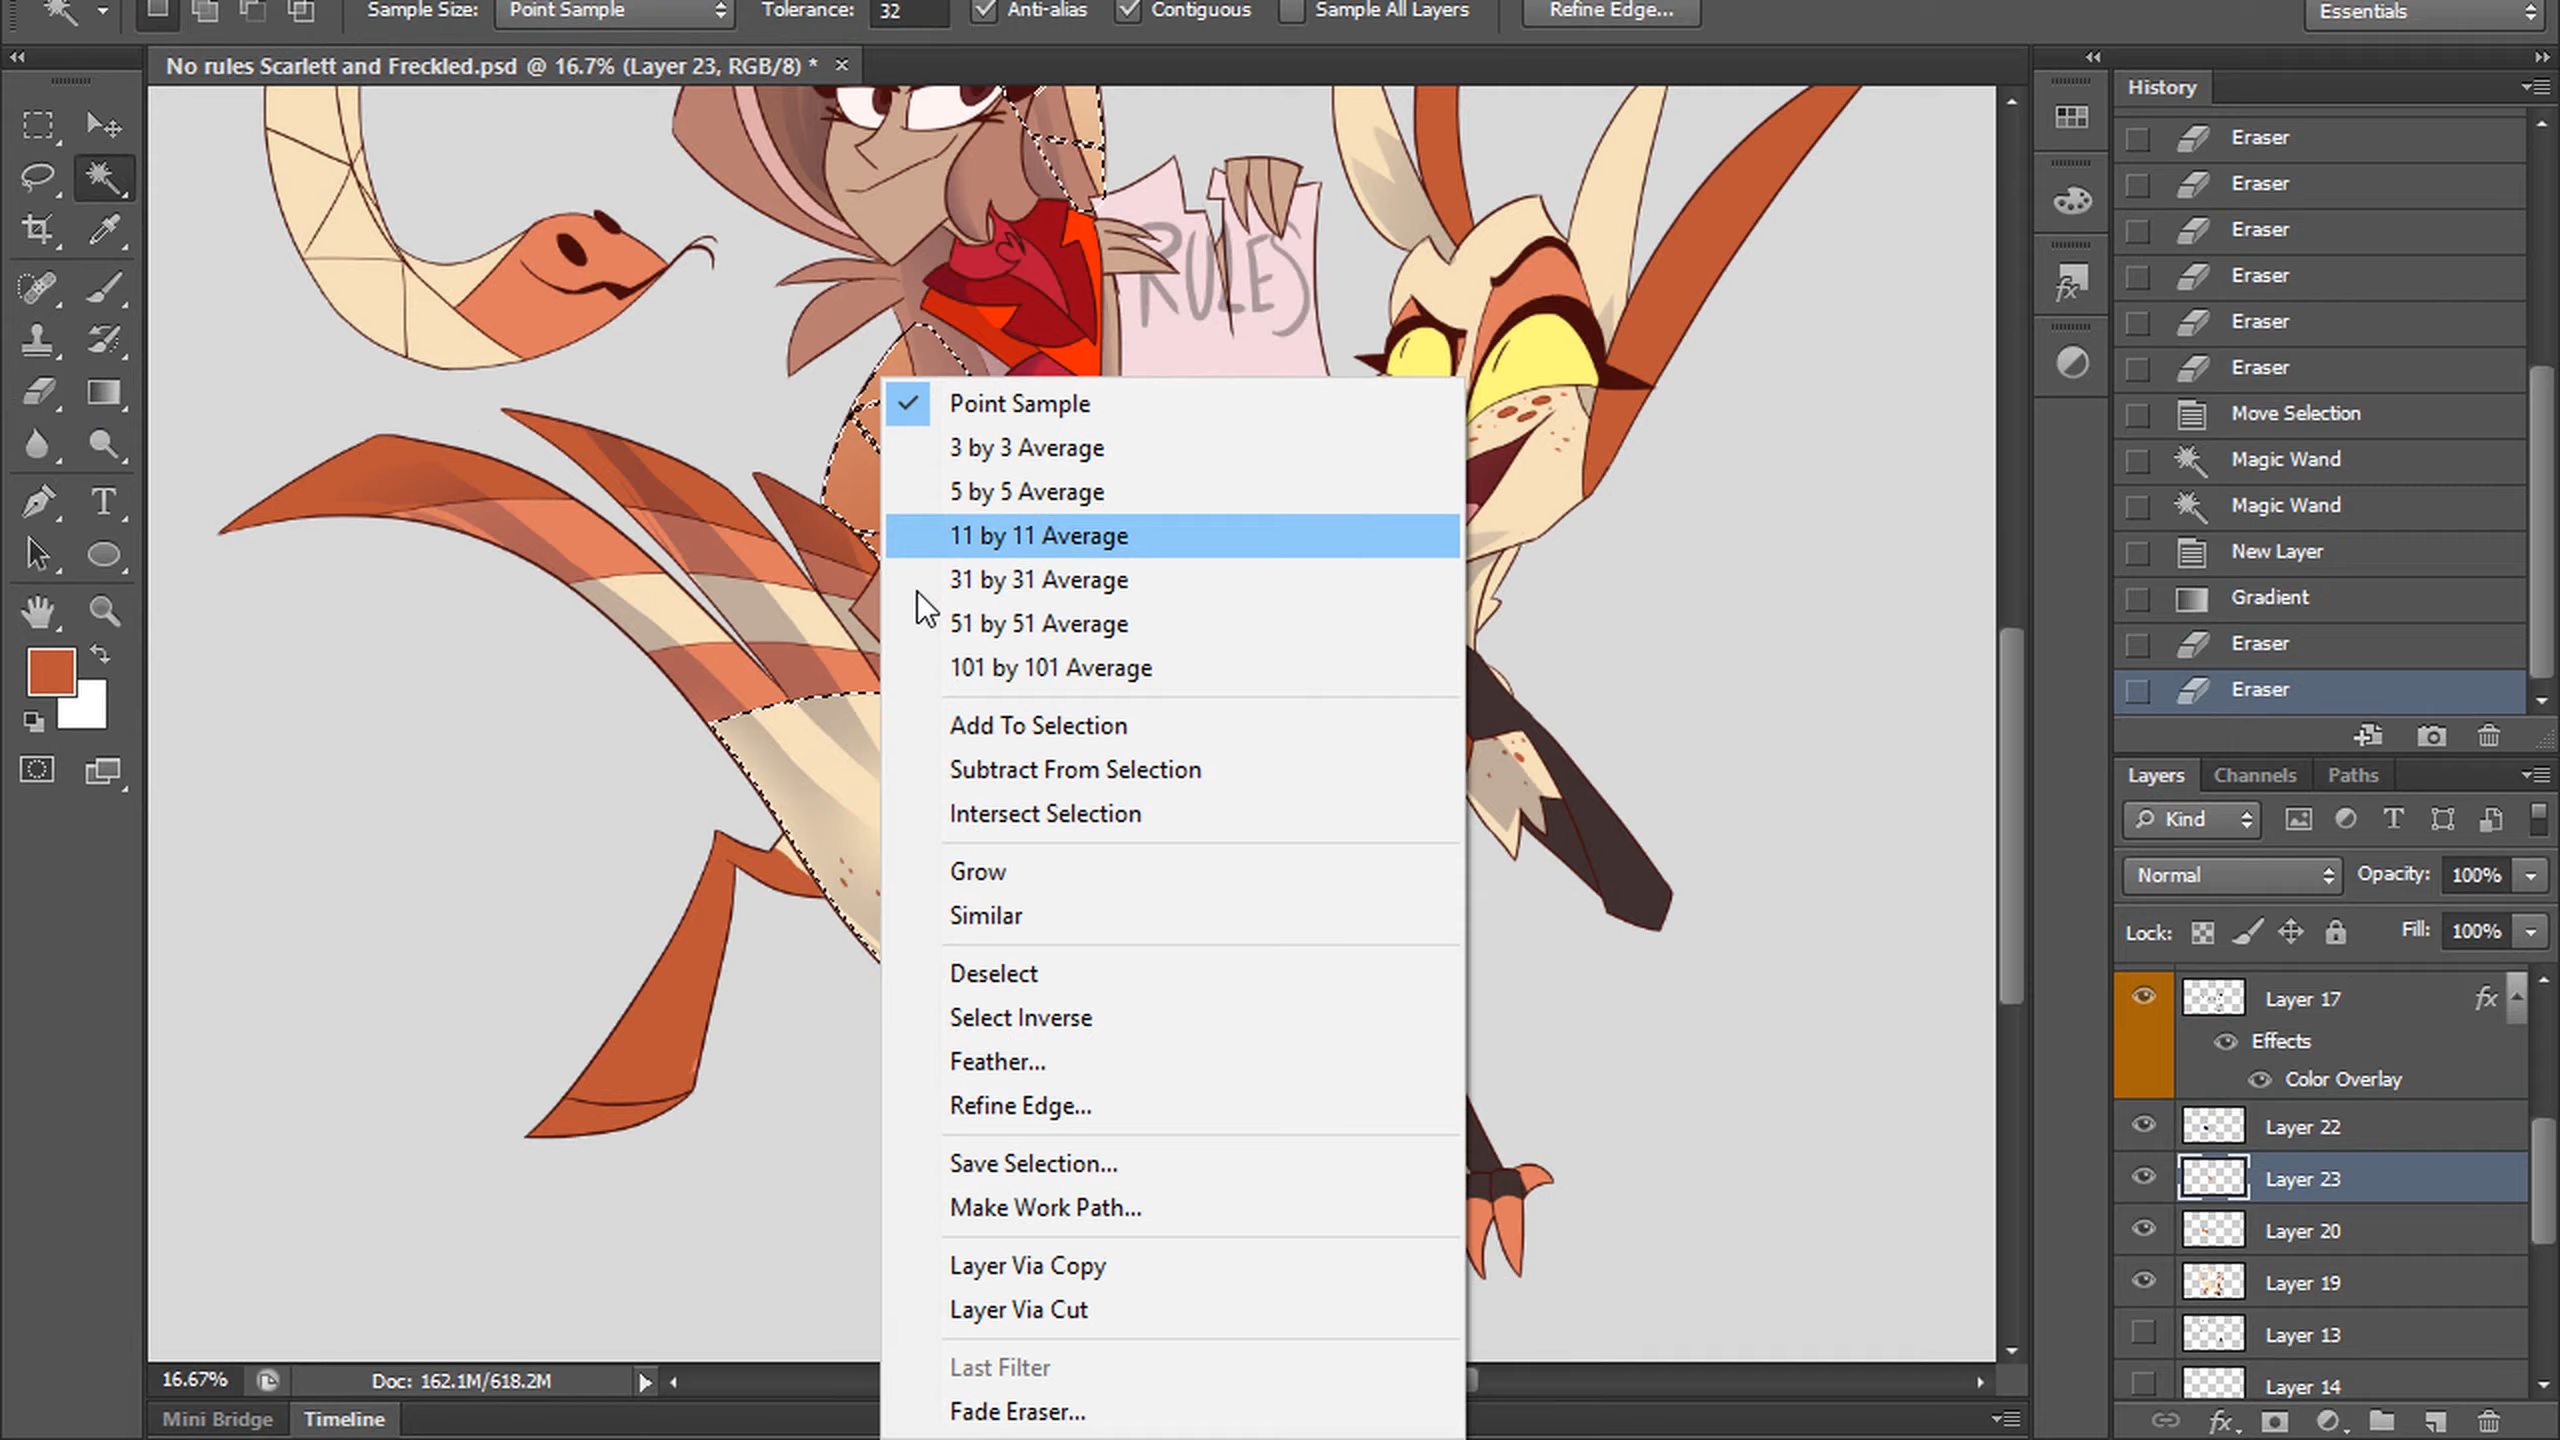 Sample Size: Point Sample Tolerance: 32 Anti-alias Contiguous Sample All Layers Refine Edge... Essentials
No rules Scarlett and Freckled.psd @ 16.7% (Layer 23, RGB/8) * ×
RULES
Point Sample
3 by 3 Average
5 by 5 Average
11 by 11 Average
31 by 31 Average
51 by 51 Average
101 by 101 Average
Add To Selection
Subtract From Selection
Intersect Selection
Grow
Similar
Deselect
Select Inverse
Feather...
Refine Edge...
Save Selection...
Make Work Path...
Layer Via Copy
Layer Via Cut
Last Filter
Fade Eraser...
History
Eraser
Eraser
Eraser
Eraser
Eraser
Eraser
Move Selection
Magic Wand
Magic Wand
New Layer
Gradient
Eraser
Eraser
Layers Channels Paths
Kind
Normal Opacity: 100%
Lock: Fill: 100%
Layer 17 fx
Effects
Color Overlay
Layer 22
Layer 23
Layer 20
Layer 19
Layer 13
Layer 14
16.67% Doc: 162.1M/618.2M
Mini Bridge Timeline